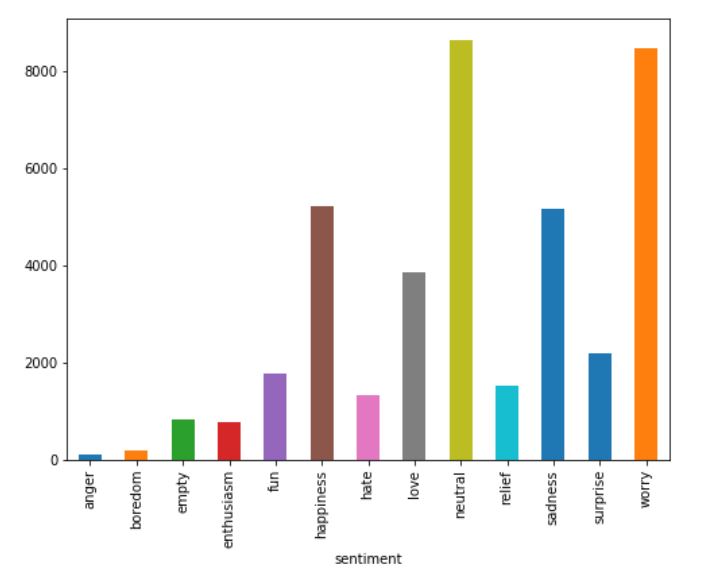 8000
6000
4000
2000
0
anger
boredom
empty
enthusiasm
fun
happiness
hate
love
neutral
relief
sadness
surprise
worry
sentiment